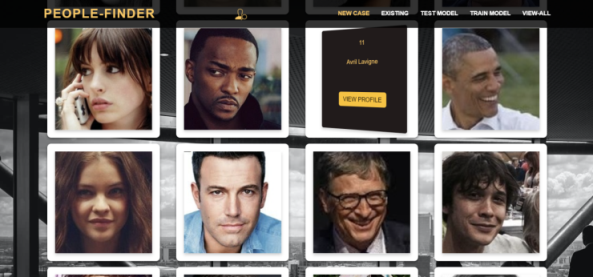 PEOPLE-FINDER
NEW CASE EXISTING TEST MODEL TRAIN MODEL VIEW-ALL
11
Avril Lavigne
VIEW PROFILE